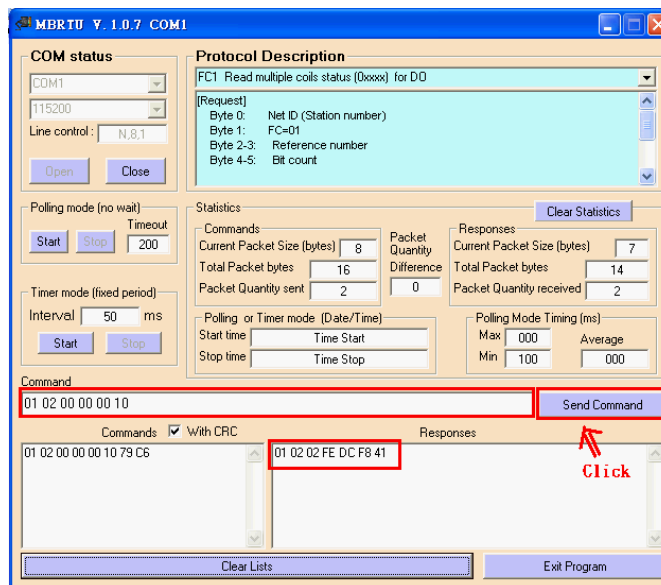 MBRTU V. 1.0.7 COM1
COM status
COM1
115200
Line control : N,8,1
Open Close
Protocol Description
FC1 Read multiple coils status (0xxxx) for DO
[Request]
Byte 0: Net ID (Station number)
Byte 1: FC=01
Byte 2-3: Reference number
Byte 4-5: Bit count
Polling mode (no wait)
Timeout
Start Stop 200
Timer mode (fixed period)
Interval 50 ms
Start Stop
Statistics
Clear Statistics
Commands
Current Packet Size (bytes) 8
Total Packet bytes 16
Packet Quantity sent 2
Packet
Quantity
Difference
0
Responses
Current Packet Size (bytes) 7
Total Packet bytes 14
Packet Quantity received 2
Polling or Timer mode (Date/Time)
Start time Time Start
Stop time Time Stop
Polling Mode Timing (ms)
Max 000 Average
Min 100 000
Command
01 02 00 00 00 10
Send Command
Commands With CRC
Responses
01 02 00 00 00 10 79 C6
01 02 02 FE DC F8 41
Click
Clear Lists
Exit Program